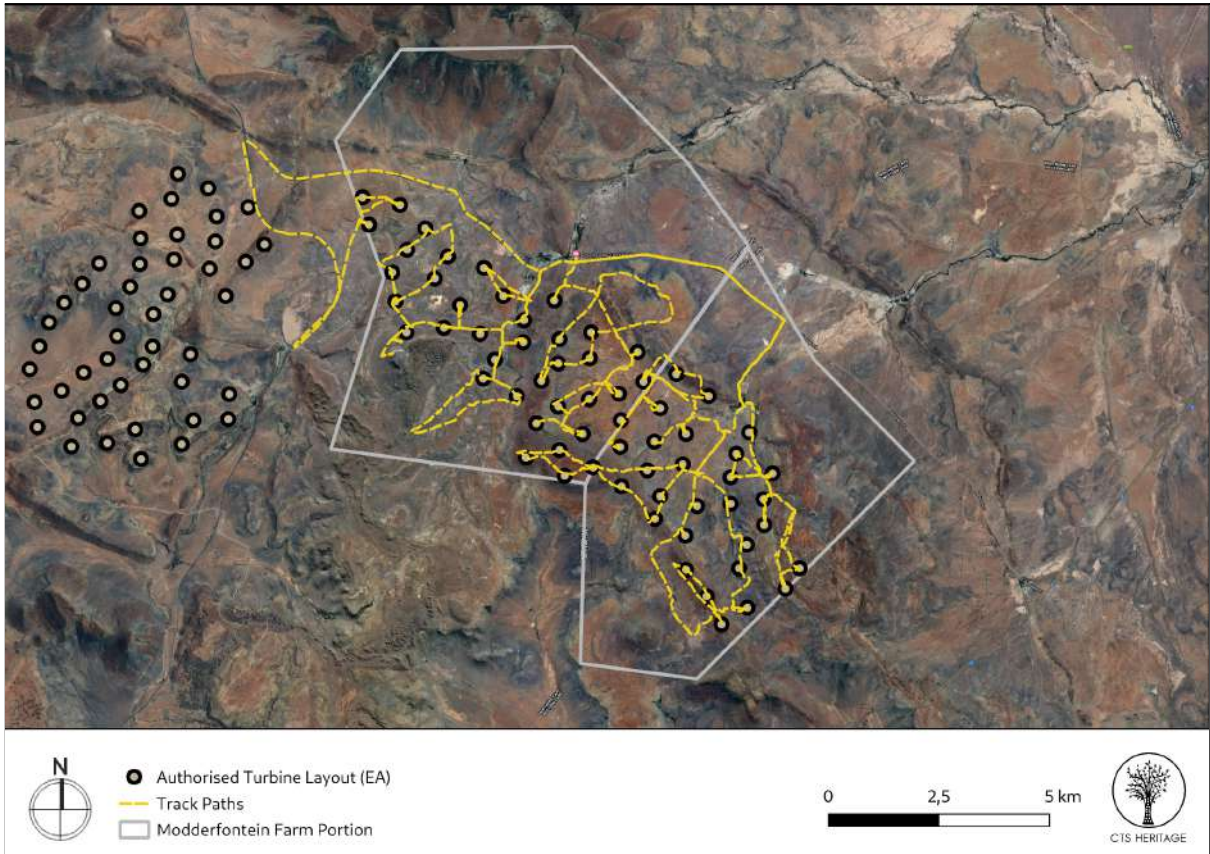 N
Authorised Turbine Layout (EA)
Track Paths
Modderfontein Farm Portion
0
2,5
5 km
CTS HERITAGE